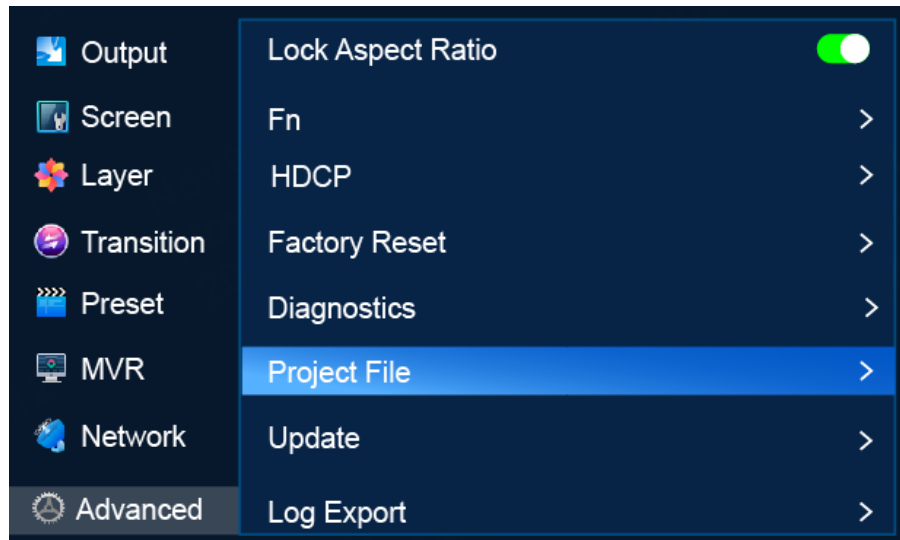 Output
Screen
Layer
Transition
Preset
MVR
Network
Advanced
Lock Aspect Ratio
Fn >
HDCP >
Factory Reset >
Diagnostics >
Project File >
Update >
Log Export >